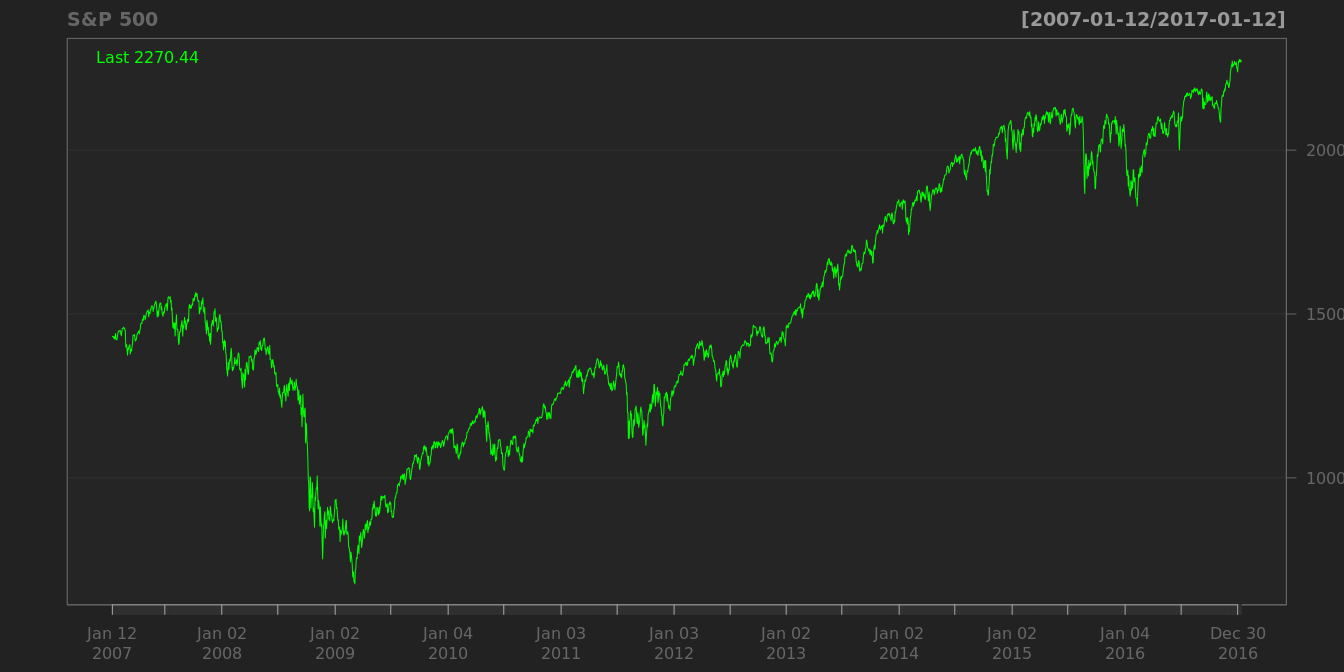 S&P 500 [2007-01-12/2017-01-12]
Last 2270.44
2000
1500
1000
Jan 12 Jan 02 Jan 02 Jan 04 Jan 03 Jan 03 Jan 02 Jan 02 Jan 02 Jan 04 Dec 30
2007 2008 2009 2010 2011 2012 2013 2014 2015 2016 2016